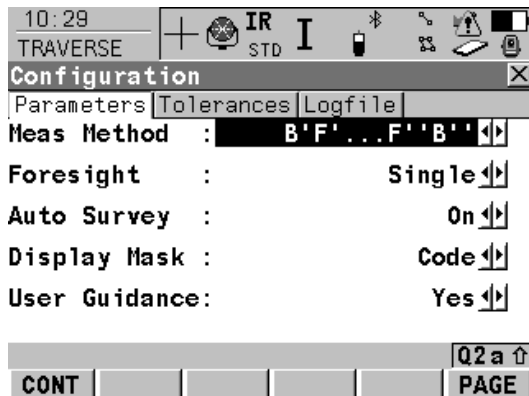 10:29
TRAVERSE
IR
STD
I
Configuration
Parameters Tolerances Logfile
Meas Method : B'F'...F''B''
Foresight : Single
Auto Survey : On
Display Mask : Code
User Guidance: Yes
Q2a
CONT PAGE